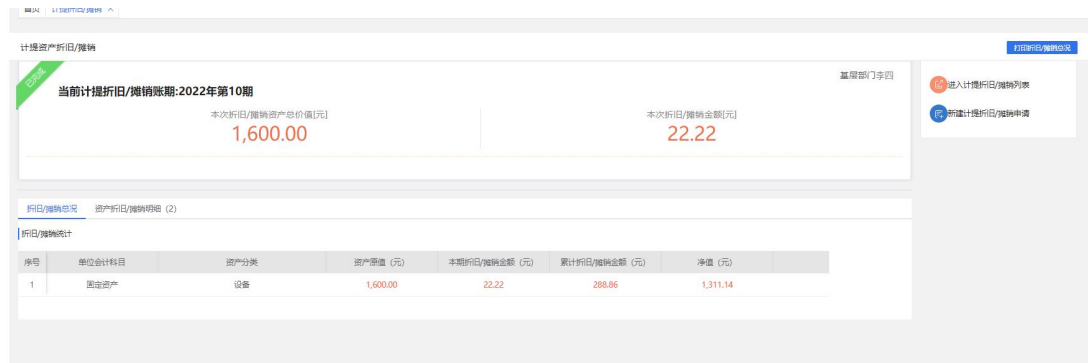 首页 计提折旧/摊销 ×
计提资产折旧/摊销
打印折旧/摊销总况
已完成
基层部门李四
当前计提折旧/摊销账期:2022年第10期
本次折旧/摊销资产总价值[元] 本次折旧/摊销金额[元]
1,600.00 22.22
进入计提折旧/摊销列表
新建计提折旧/摊销申请
折旧/摊销总况 资产折旧/摊销明细（2）
折旧/摊销统计
序号 单位会计科目 资产分类 资产原值（元） 本期折旧/摊销金额（元） 累计折旧/摊销金额（元） 净值（元）
1 固定资产 设备 1,600.00 22.22 288.86 1,311.14